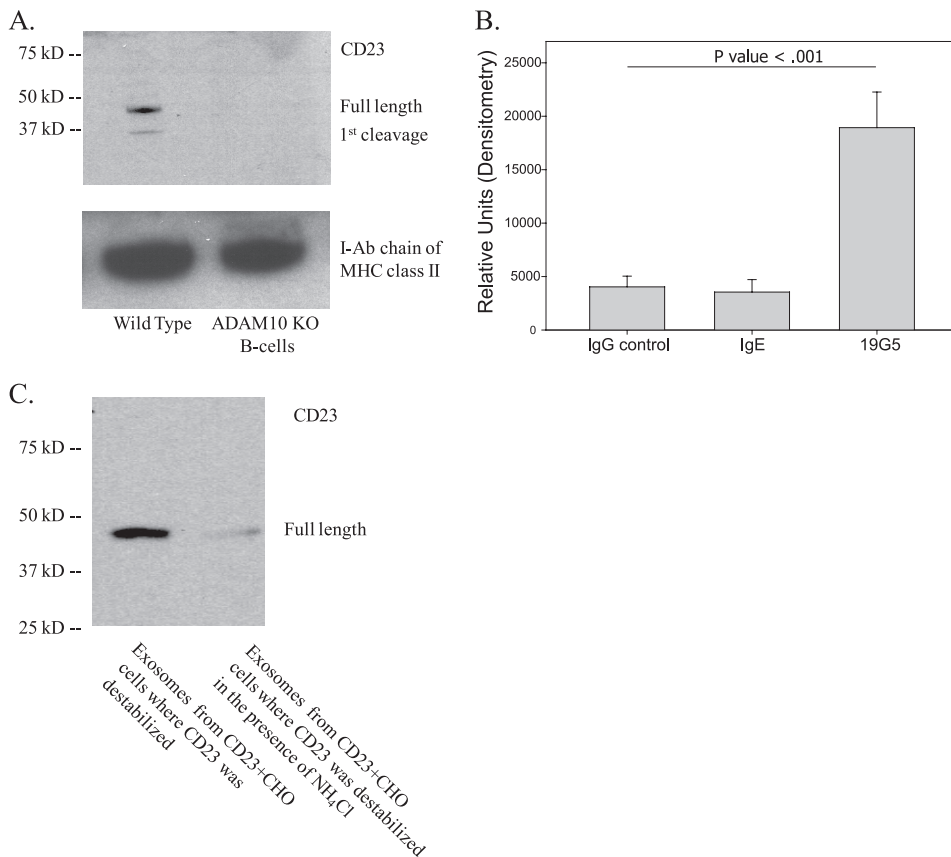 A.
75 kD --
50 kD --
37 kD --
CD23
Full length
1st cleavage
I-Ab chain of
MHC class II
Wild Type
ADAM10 KO
B-cells
B.
Relative Units (Densitometry)
25000
20000
15000
10000
5000
0
P value < .001
IgG control
IgE
19G5
C.
75 kD --
50 kD --
37 kD --
25 kD --
CD23
Full length
Exosomes from CD23+CHO
cells where CD23 was
destabilized
Exosomes from CD23+CHO
cells where CD23 was destabilized
in the presence of NH₄Cl